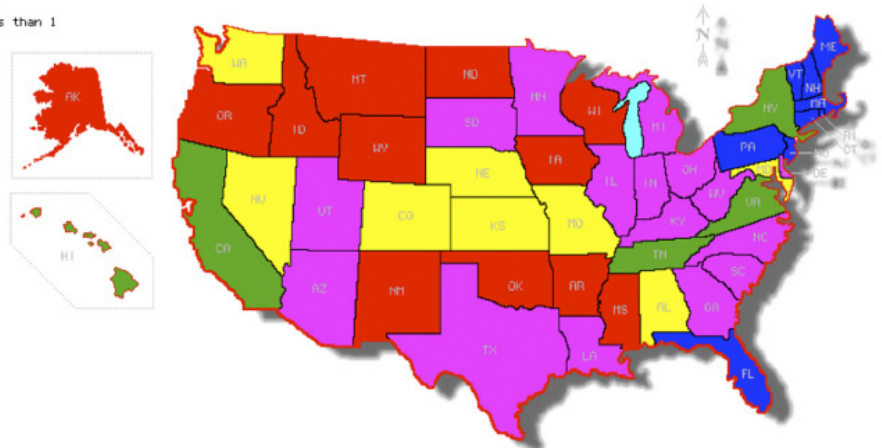 s than 1
N
AK
HI
WA
OR
CA
NV
ID
MT
WY
UT
AZ
CO
NM
ND
SD
NE
KS
OK
TX
MN
IA
MO
AR
LA
WI
IL
MS
MI
IN
KY
TN
AL
OH
WV
VA
NC
SC
GA
FL
PA
NV
VT
NH
ME
MA
RI
CT
DE